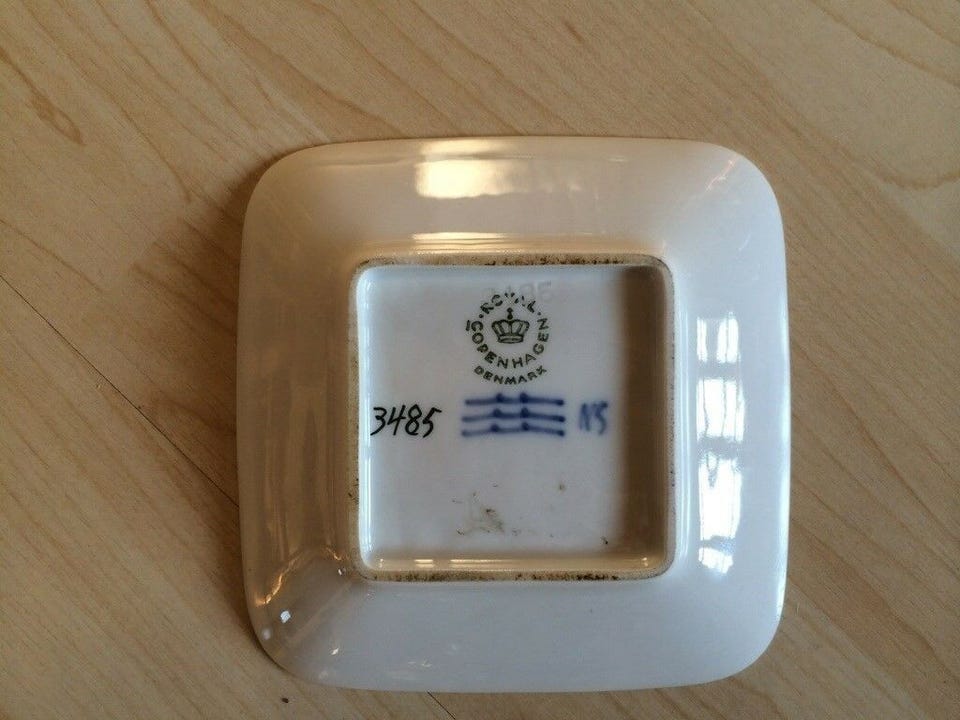 ROYAL
COPENHAGEN
DENMARK
3485
NS